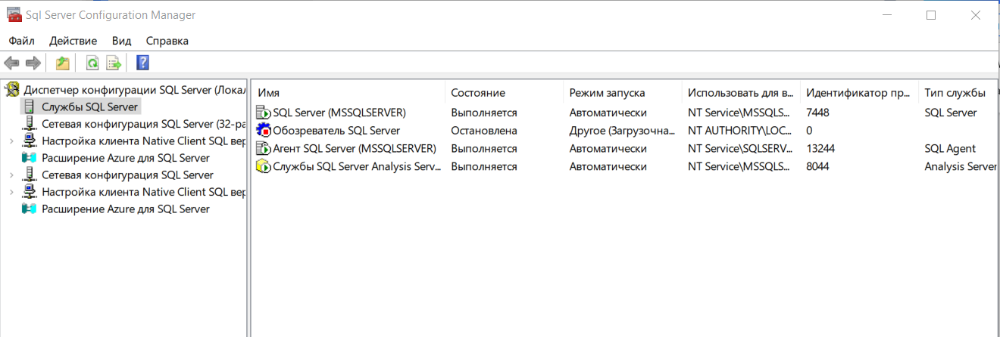 Sql Server Configuration Manager
Файл Действие Вид Справка
Диспетчер конфигурации SQL Server (Локал
Службы SQL Server
Сетевая конфигурация SQL Server (32-ра
Настройка клиента Native Client SQL вер
Расширение Azure для SQL Server
Сетевая конфигурация SQL Server
Настройка клиента Native Client SQL вер
Расширение Azure для SQL Server
Имя Состояние Режим запуска Использовать для в... Идентификатор пр... Тип службы
SQL Server (MSSQLSERVER) Выполняется Автоматически NT Service\MSSQLS... 7448 SQL Server
Обозреватель SQL Server Остановлена Другое (Загрузочна... NT AUTHORITY\LOC... 0
Агент SQL Server (MSSQLSERVER) Выполняется Автоматически NT Service\SQLSERV... 13244 SQL Agent
Службы SQL Server Analysis Serv... Выполняется Автоматически NT Service\MSSQLS... 8044 Analysis Server